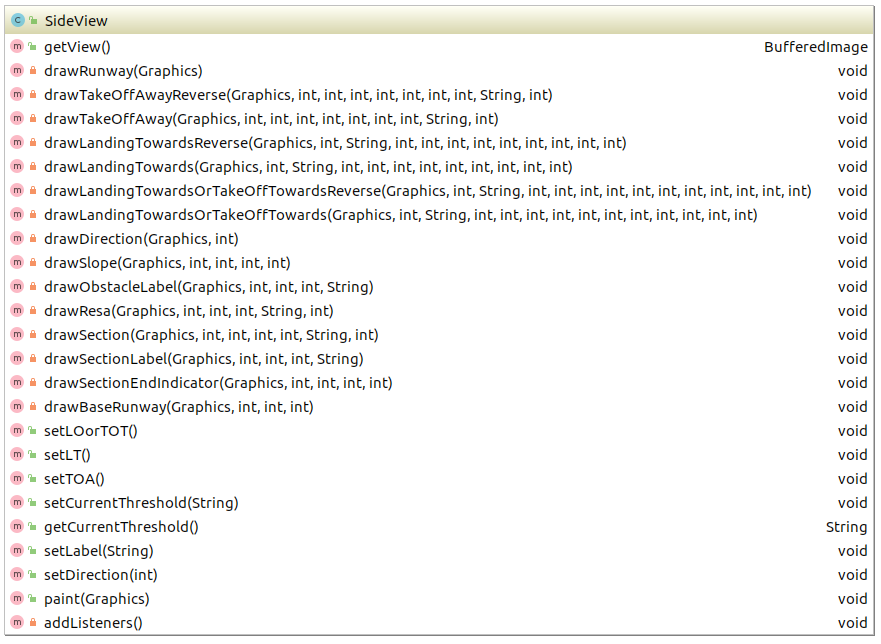 C SideView
m getView() BufferedImage
m drawRunway(Graphics) void
m drawTakeOffAwayReverse(Graphics, int, int, int, int, int, int, int, String, int) void
m drawTakeOffAway(Graphics, int, int, int, int, int, int, int, String, int) void
m drawLandingTowardsReverse(Graphics, int, String, int, int, int, int, int, int, int, int, int) void
m drawLandingTowards(Graphics, int, String, int, int, int, int, int, int, int, int, int) void
m drawLandingTowardsOrTakeOffTowardsReverse(Graphics, int, String, int, int, int, int, int, int, int, int, int, int, int) void
m drawLandingTowardsOrTakeOffTowards(Graphics, int, String, int, int, int, int, int, int, int, int, int, int, int) void
m drawDirection(Graphics, int) void
m drawSlope(Graphics, int, int, int, int) void
m drawObstacleLabel(Graphics, int, int, int, String) void
m drawResa(Graphics, int, int, int, String, int) void
m drawSection(Graphics, int, int, int, int, String, int) void
m drawSectionLabel(Graphics, int, int, int, String) void
m drawSectionEndIndicator(Graphics, int, int, int, int) void
m drawBaseRunway(Graphics, int, int, int) void
m setLOorTOT() void
m setLT() void
m setTOA() void
m setCurrentThreshold(String) void
m getCurrentThreshold() String
m setLabel(String) void
m setDirection(int) void
m paint(Graphics) void
m addListeners() void